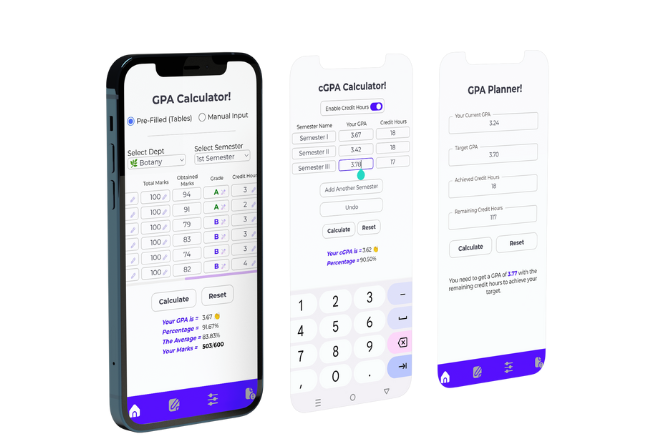 GPA Calculator!
Pre-Filled (Tables) Manual Input
Select Dept Select Semester
Botany 1st Semester
Total Marks Obtained Marks Grade Credit Hour
100 94 A 3
100 91 A 2
100 79 B 3
100 83 B 3
100 74 B 3
100 82 B 4
Calculate Reset
Your GPA is = 3.67
Percentage = 91.67%
The Average = 83.83%
Your Marks = 503/600
cGPA Calculator!
Enable Credit Hours
Semester Name Your GPA Credit Hours
Semester I 3.67 18
Semester II 3.42 18
Semester III 3.78 17
Add Another Semester
Undo
Calculate Reset
Your cGPA is = 3.62
Percentage = 90.50%
1 2 3 –
4 5 6
7 8 9
, 0 .
GPA Planner!
Your Current GPA
3.24
Target GPA
3.70
Achieved Credit Hours
18
Remaining Credit Hours
117
Calculate Reset
You need to get a GPA of 3.77 with the
remaining credit hours to achieve your
target.